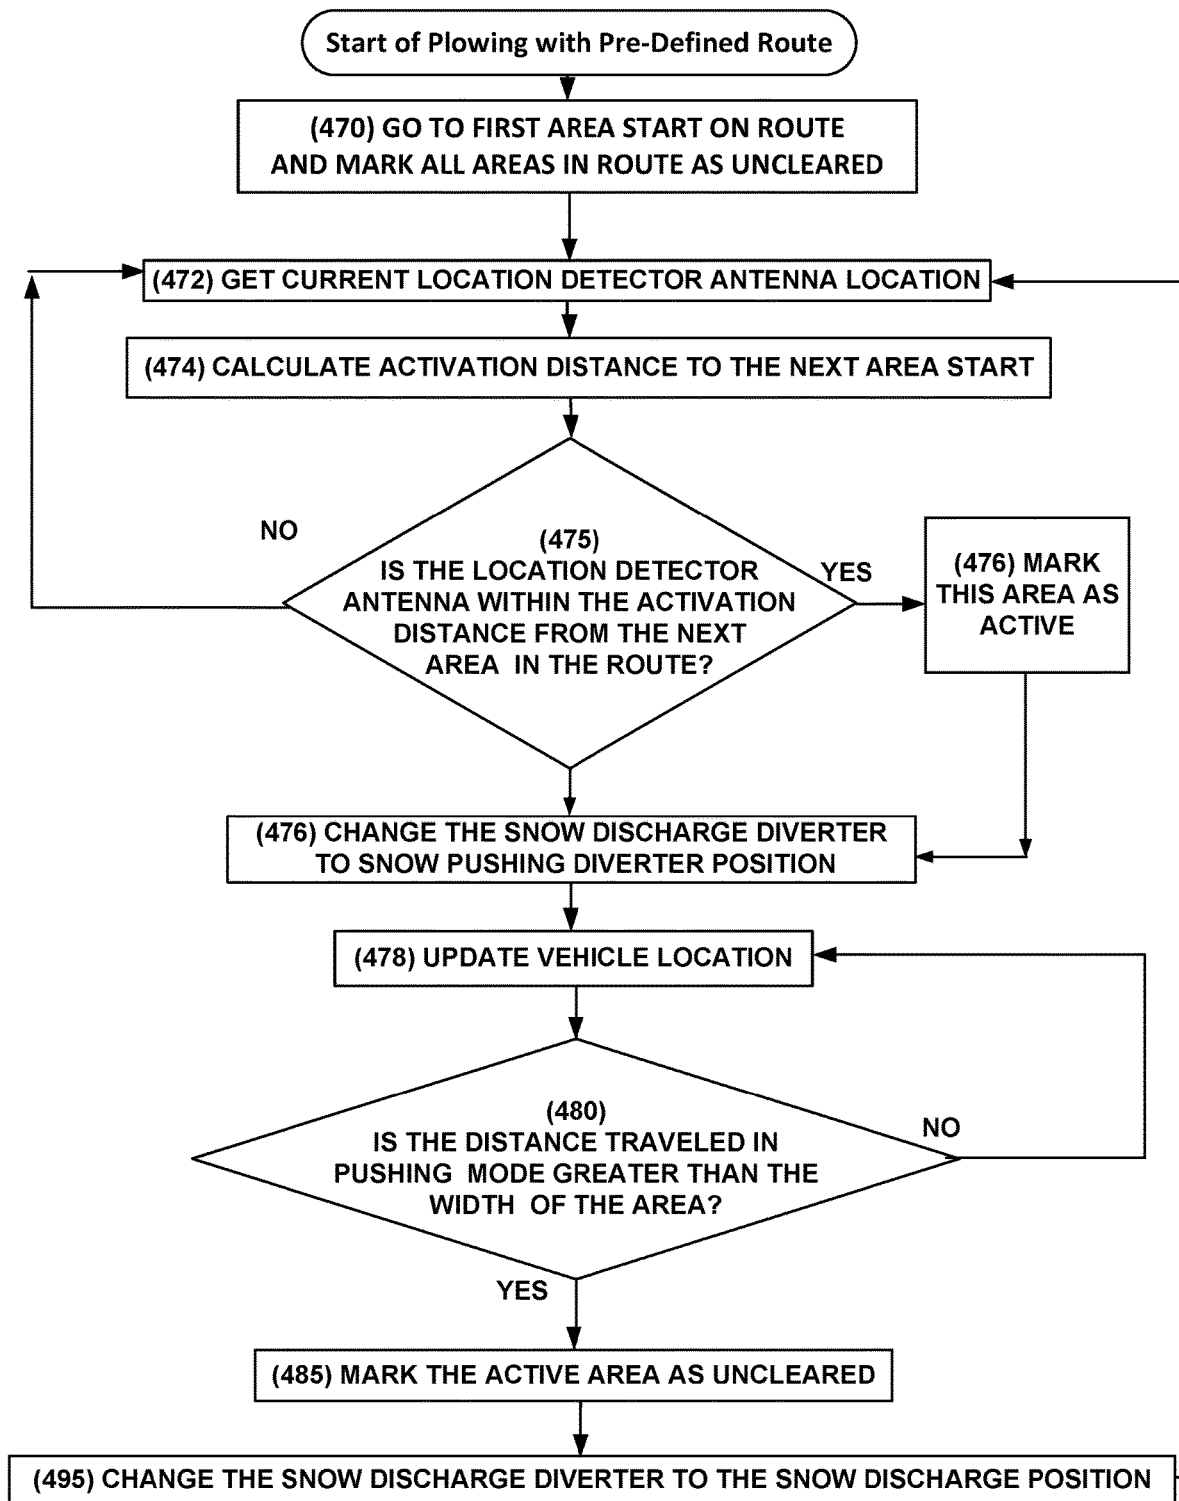 Start of Plowing with Pre-Defined Route
(470) GO TO FIRST AREA START ON ROUTE
AND MARK ALL AREAS IN ROUTE AS UNCLEARED
(472) GET CURRENT LOCATION DETECTOR ANTENNA LOCATION
(474) CALCULATE ACTIVATION DISTANCE TO THE NEXT AREA START
NO
(475)
IS THE LOCATION DETECTOR
ANTENNA WITHIN THE ACTIVATION
DISTANCE FROM THE NEXT
AREA IN THE ROUTE?
YES
(476) MARK
THIS AREA AS
ACTIVE
(476) CHANGE THE SNOW DISCHARGE DIVERTER
TO SNOW PUSHING DIVERTER POSITION
(478) UPDATE VEHICLE LOCATION
(480)
IS THE DISTANCE TRAVELED IN
PUSHING MODE GREATER THAN THE
WIDTH OF THE AREA?
NO
YES
(485) MARK THE ACTIVE AREA AS UNCLEARED
(495) CHANGE THE SNOW DISCHARGE DIVERTER TO THE SNOW DISCHARGE POSITION